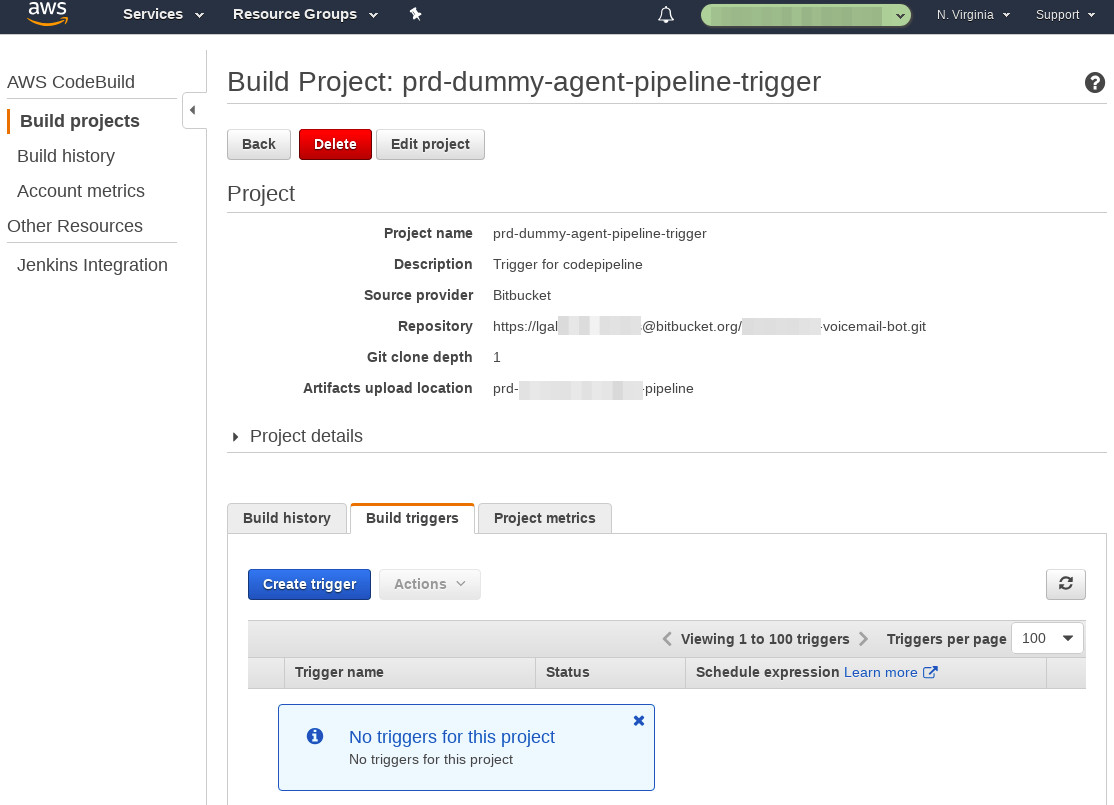 aws Services Resource Groups N. Virginia Support
AWS CodeBuild
Build projects
Build history
Account metrics
Other Resources
Jenkins Integration
Build Project: prd-dummy-agent-pipeline-trigger
Back Delete Edit project
Project
Project name prd-dummy-agent-pipeline-trigger
Description Trigger for codepipeline
Source provider Bitbucket
Repository https://lgal @bitbucket.org/ -voicemail-bot.git
Git clone depth 1
Artifacts upload location prd- -pipeline
Project details
Build history Build triggers Project metrics
Create trigger Actions
Viewing 1 to 100 triggers Triggers per page 100
Trigger name Status Schedule expression Learn more
No triggers for this project
No triggers for this project